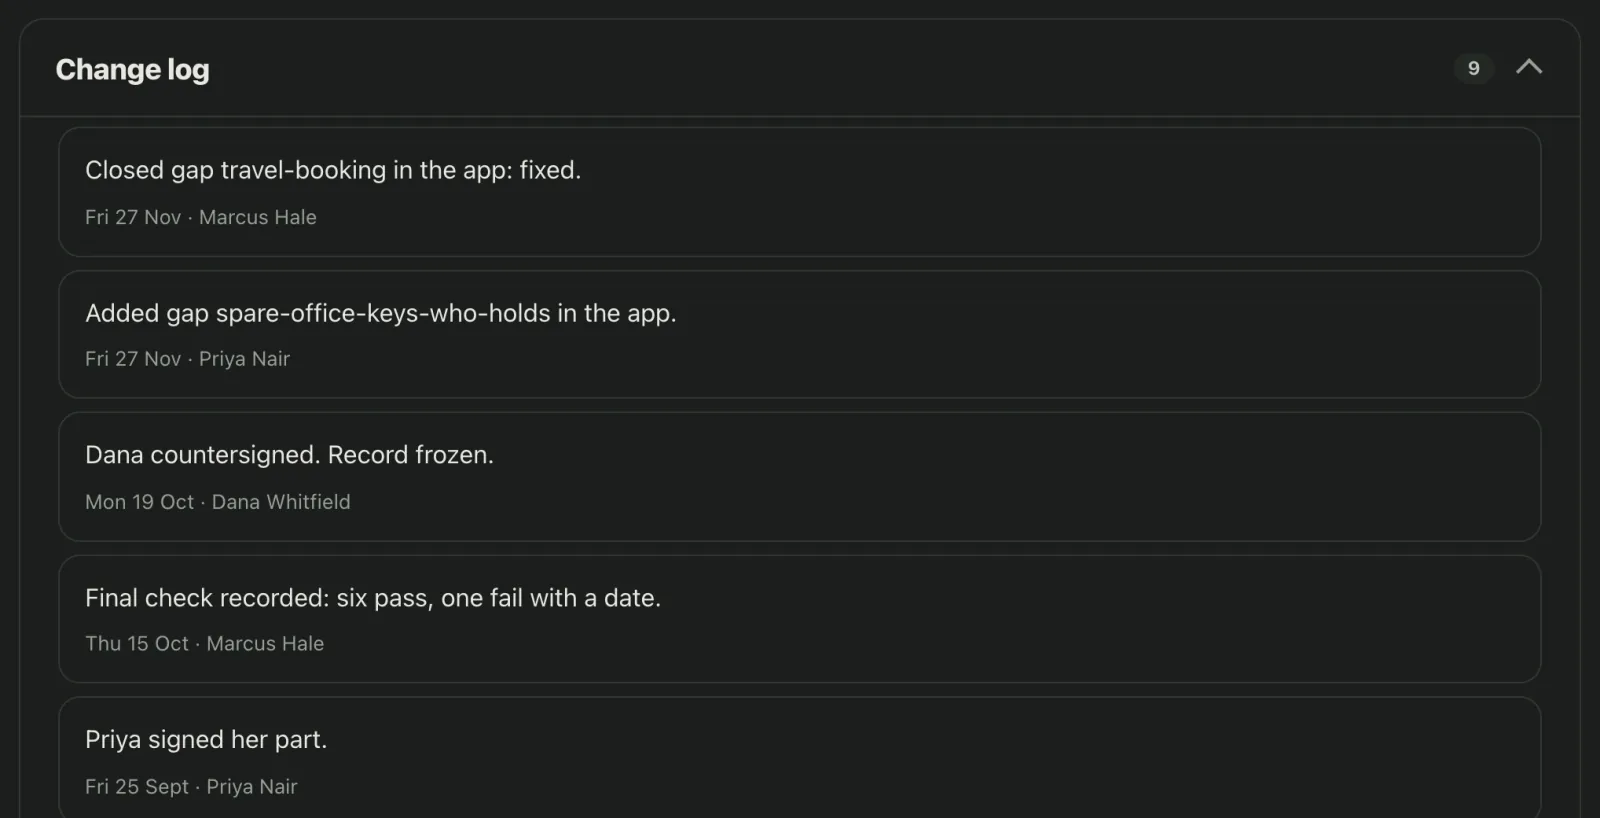 Change log
9
Closed gap travel-booking in the app: fixed.
Fri 27 Nov · Marcus Hale
Added gap spare-office-keys-who-holds in the app.
Fri 27 Nov · Priya Nair
Dana countersigned. Record frozen.
Mon 19 Oct · Dana Whitfield
Final check recorded: six pass, one fail with a date.
Thu 15 Oct · Marcus Hale
Priya signed her part.
Fri 25 Sept · Priya Nair